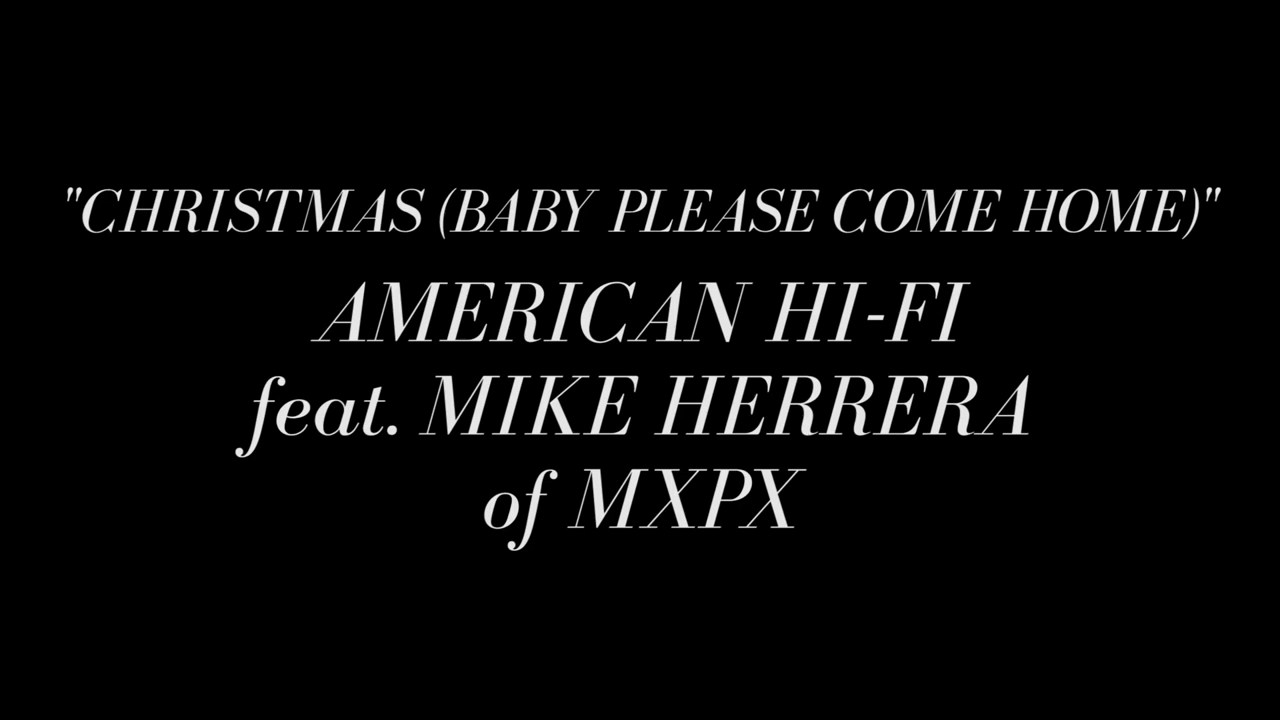 "CHRISTMAS (BABY PLEASE COME HOME)"
AMERICAN HI-FI
feat. MIKE HERRERA
of MXPX